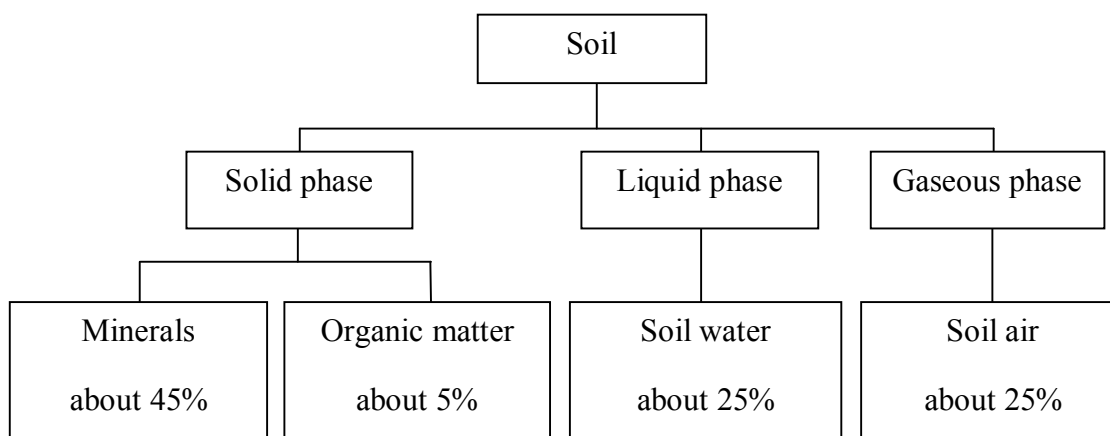 Soil
Solid phase
Liquid phase
Gaseous phase
Minerals
about 45%
Organic matter
about 5%
Soil water
about 25%
Soil air
about 25%